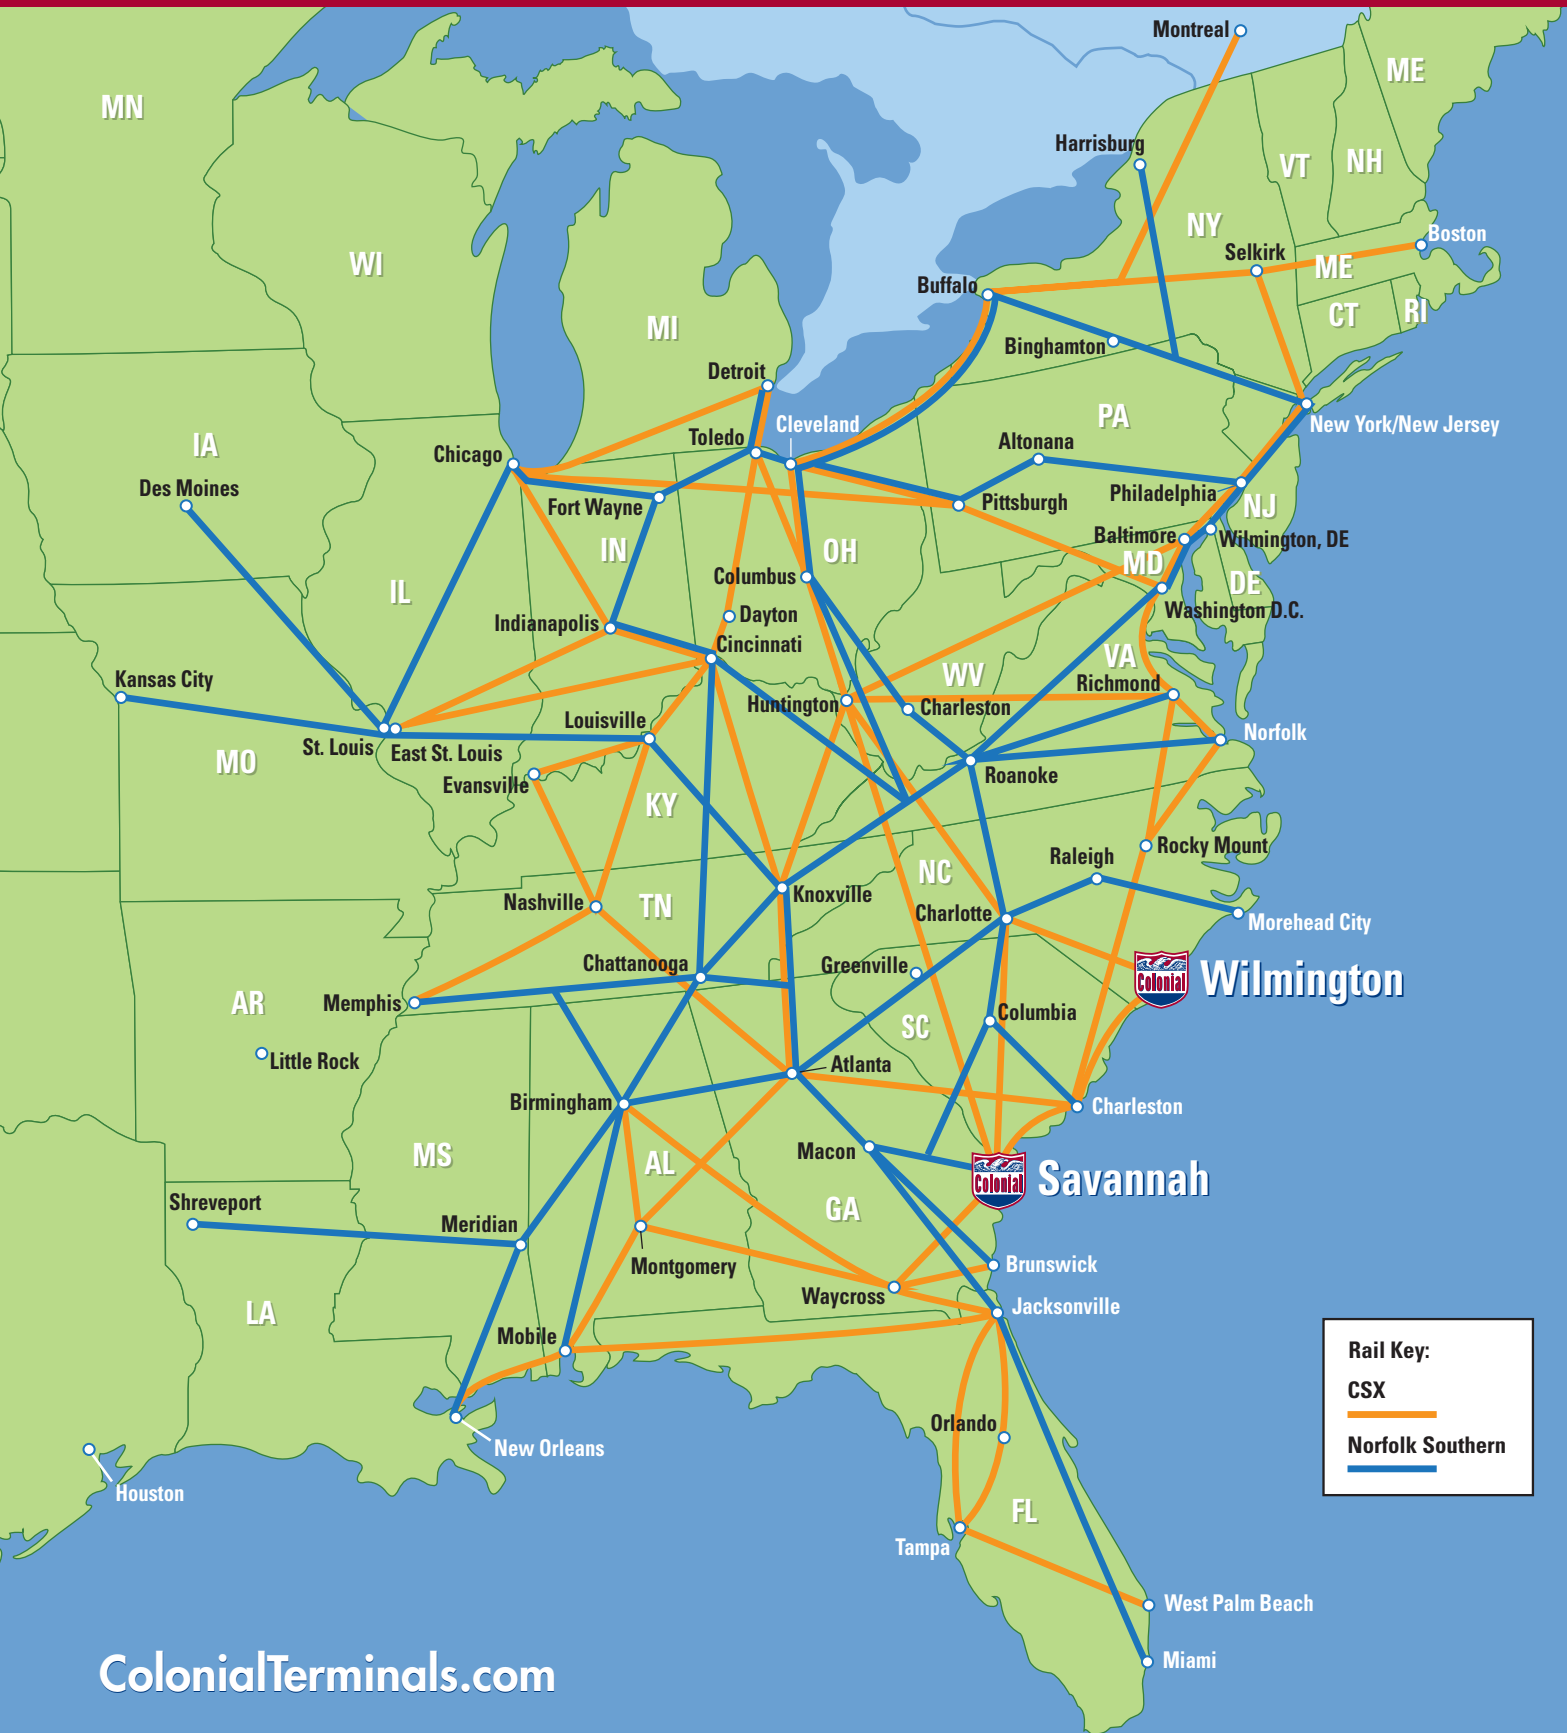 Montreal
ME
MN
Harrisburg
VT
NH
NY
Boston
Selkirk
WI
ME
Buffalo
CT
RI
MI
Binghamton
Detroit
PA
Cleveland
New York/New Jersey
Toledo
Altonana
IA
Chicago
Des Moines
Philadelphia
Pittsburgh
Fort Wayne
NJ
Baltimore
Wilmington, DE
IN
OH
MD
Columbus
DE
IL
Washington D.C.
Dayton
Indianapolis
Cincinnati
VA
WV
Kansas City
Richmond
Huntington
Charleston
Louisville
Norfolk
St. Louis
East St. Louis
MO
Roanoke
Evansville
KY
Rocky Mount
Raleigh
NC
Knoxville
Nashville
TN
Charlotte
Morehead City
Chattanooga
Greenville
Colonial
Wilmington
AR
Memphis
Columbia
SC
Little Rock
Atlanta
Birmingham
Charleston
MS
Macon
AL
Colonial
Savannah
Shreveport
GA
Meridian
Montgomery
Brunswick
Waycross
Jacksonville
LA
Mobile
Rail Key:
CSX
Norfolk Southern
Orlando
New Orleans
Houston
FL
Tampa
West Palm Beach
Miami
ColonialTerminals.com